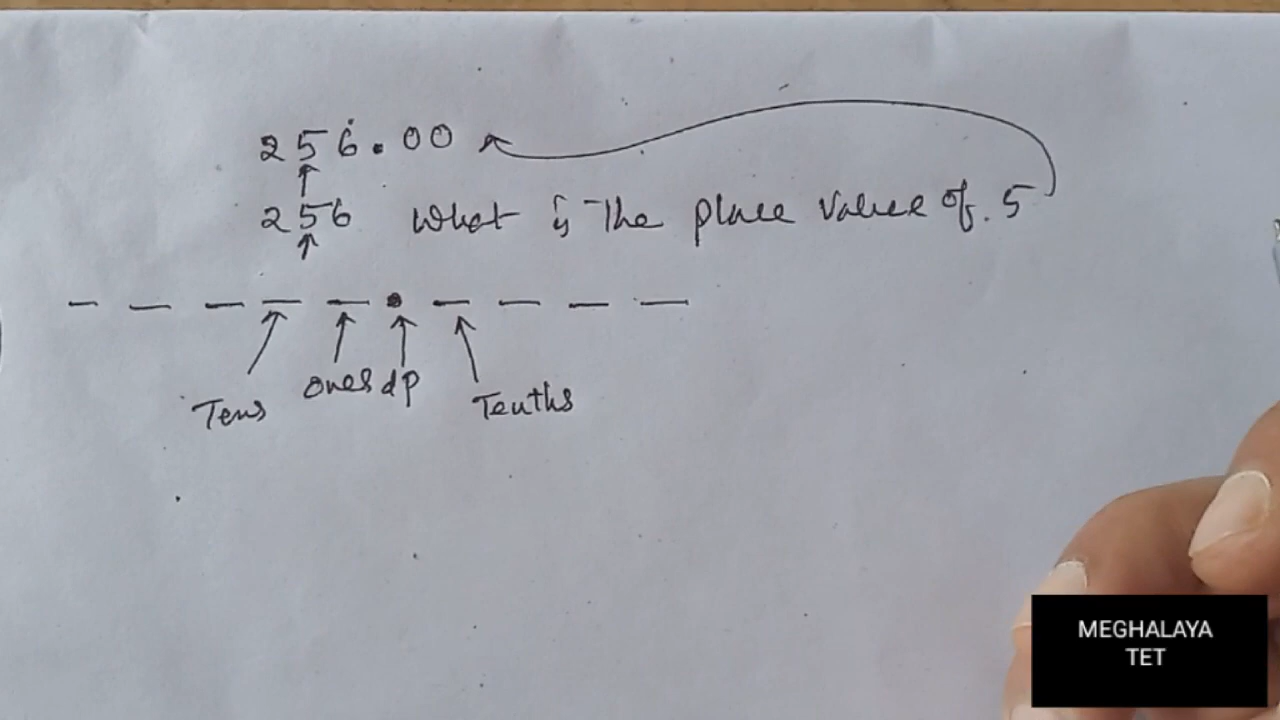 256.00
256 What is The place value of. 5
Tens ones dp Tenths
MEGHALAYA
TET